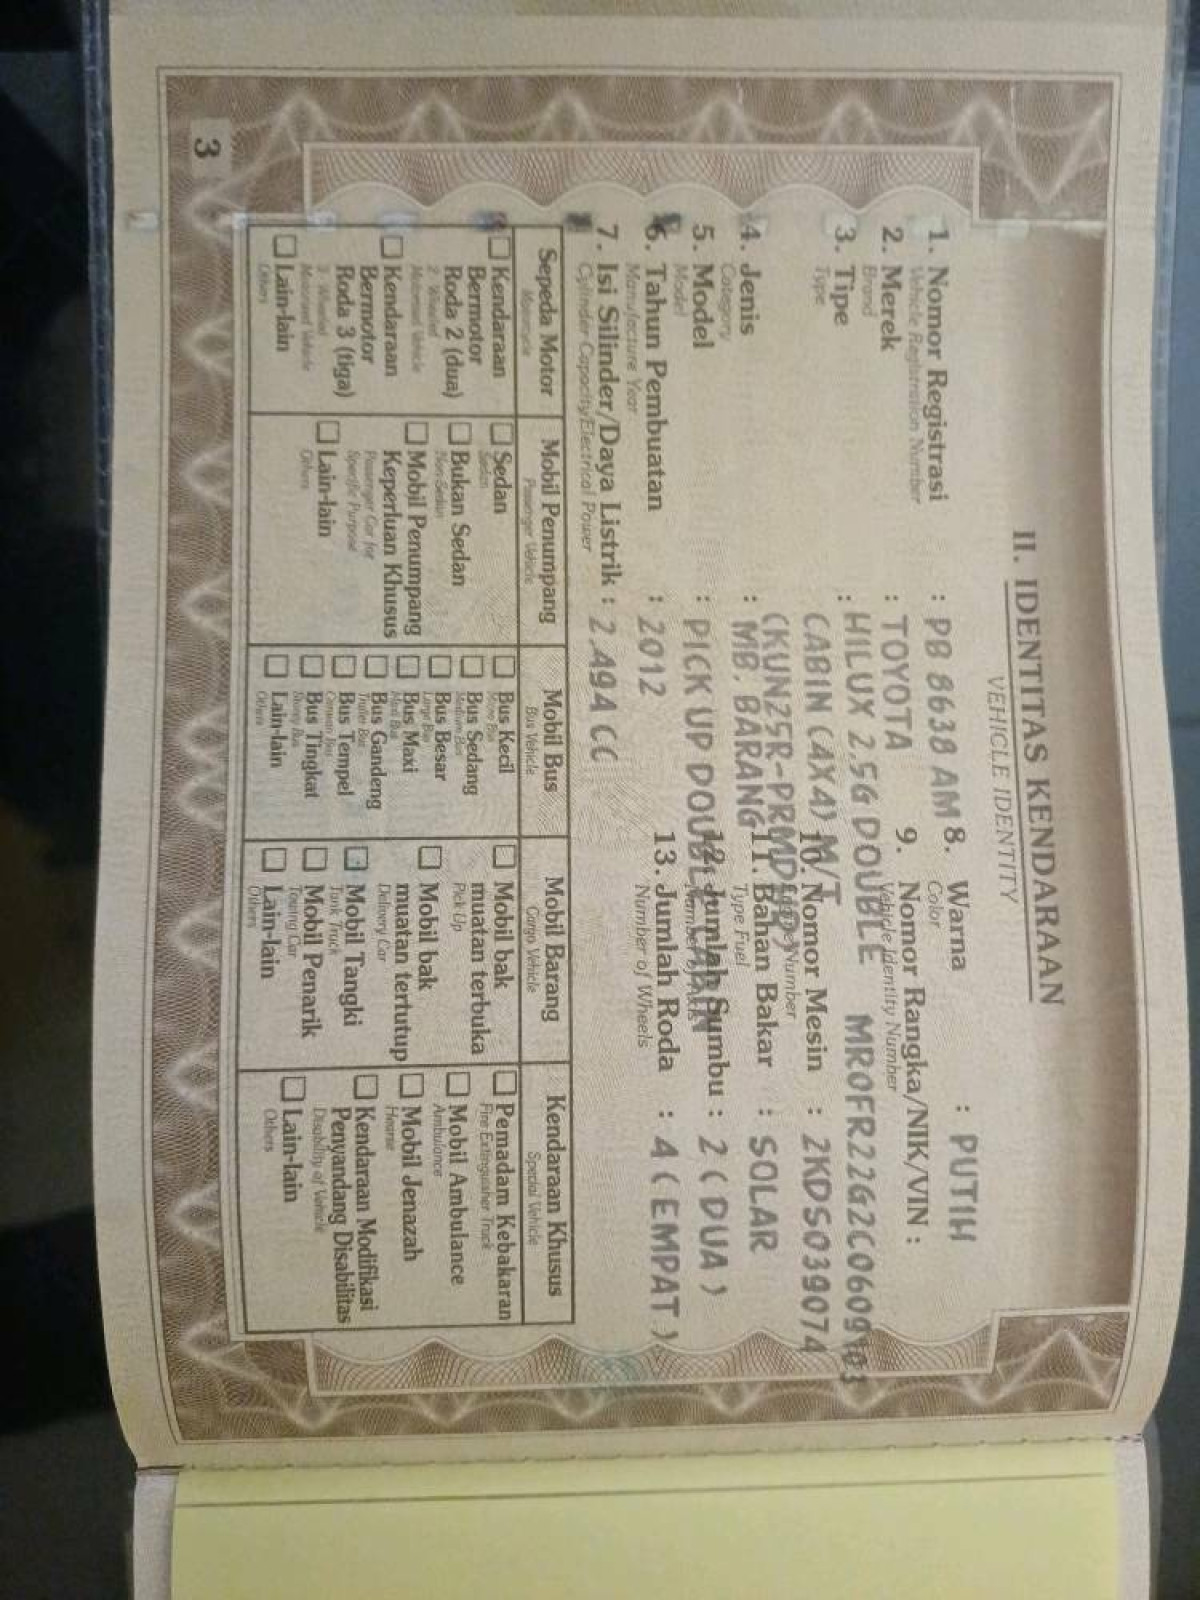 II. IDENTITAS KENDARAAN
VEHICLE IDENTITY
1. Nomor Registrasi : PB 8638 AM
Vehicle Registration Number
2. Merek : TOYOTA
Brand
3. Tipe : HILUX 2.5G DOUBLE
Type
CABIN (4X4) M/T
(KUN25R-PRMD
4. Jenis : MB. BARANG
Category
5. Model : PICK UP DOUBLE
Model
6. Tahun Pembuatan : 2012
Manufacture Year
7. Isi Silinder/Daya Listrik : 2.494 CC
Cylinder Capacity/Electrical Power
8. Warna : PUTIH
Color
9. Nomor Rangka/NIK/VIN :
Vehicle Identity Number
MR0FR22G2C0609103
10. Nomor Mesin : 2KDS039074
Number
11. Bahan Bakar : SOLAR
Type Fuel
12. Jumlah Sumbu : 2 ( DUA )
13. Jumlah Roda : 4 ( EMPAT )
Number of Wheels
Sepeda Motor
Motorcycle
Kendaraan
Bermotor
Roda 2 (dua)
2- Wheeled
Motorized Vehicle
Kendaraan
Bermotor
Roda 3 (tiga)
3- Wheeled
Motorized Vehicle
Lain-lain
Others
Mobil Penumpang
Passenger Vehicle
Sedan
Sedan
Bukan Sedan
Non-Sedan
Mobil Penumpang
Keperluan Khusus
Passenger Car for
Specific Purpose
Lain-lain
Others
Mobil Bus
Bus Vehicle
Bus Kecil
Bus Sedang
Medium Bus
Bus Besar
Large Bus
Bus Maxi
Maxi Bus
Bus Gandeng
Trailer Bus
Bus Tempel
Bus Tingkat
Lain-lain
Others
Mobil Barang
Cargo Vehicle
Mobil bak
muatan terbuka
Pick Up
Mobil bak
muatan tertutup
Delivery Car
Mobil Tangki
Tank Truck
Mobil Penarik
Towing Car
Lain-lain
Others
Kendaraan Khusus
Special Vehicle
Pemadam Kebakaran
Fire Extinguisher Truck
Mobil Ambulance
Ambulance
Mobil Jenazah
Hearse
Kendaraan Modifikasi
Penyandang Disabilitas
Disability of Vehicle
Lain-lain
Others
3